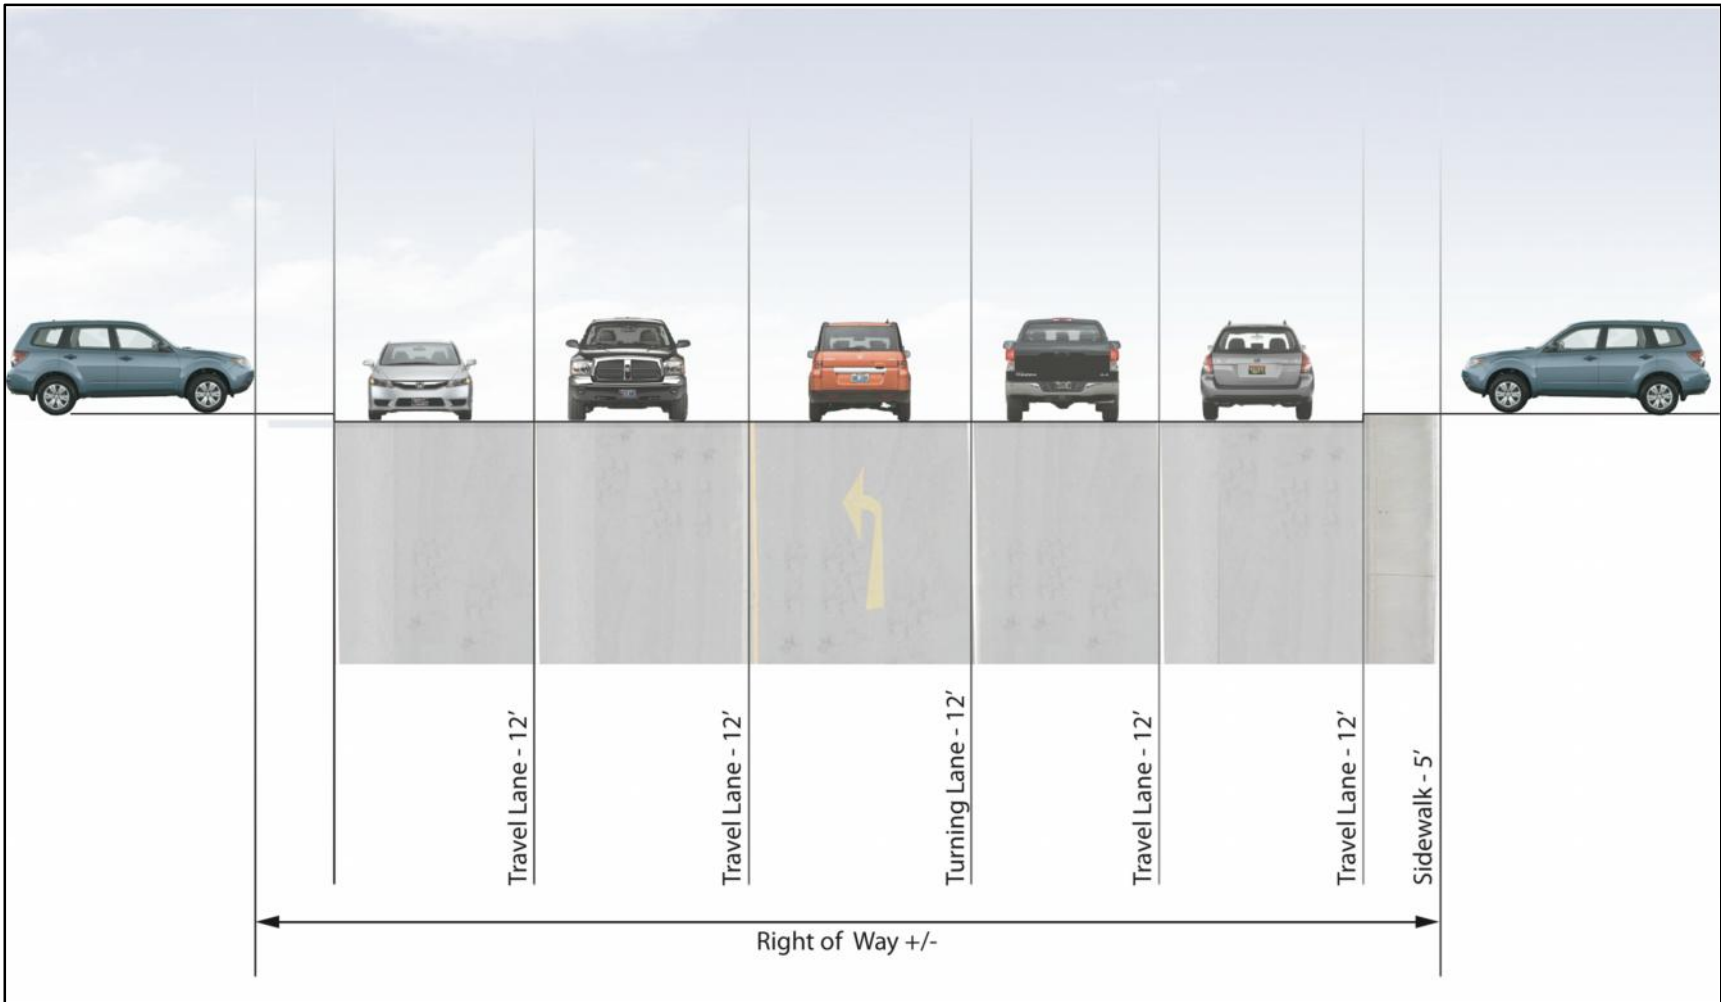 Travel Lane - 12’
Travel Lane - 12’
Turning Lane - 12’
Travel Lane - 12’
Travel Lane - 12’
Sidewalk - 5’
Right of Way +/-